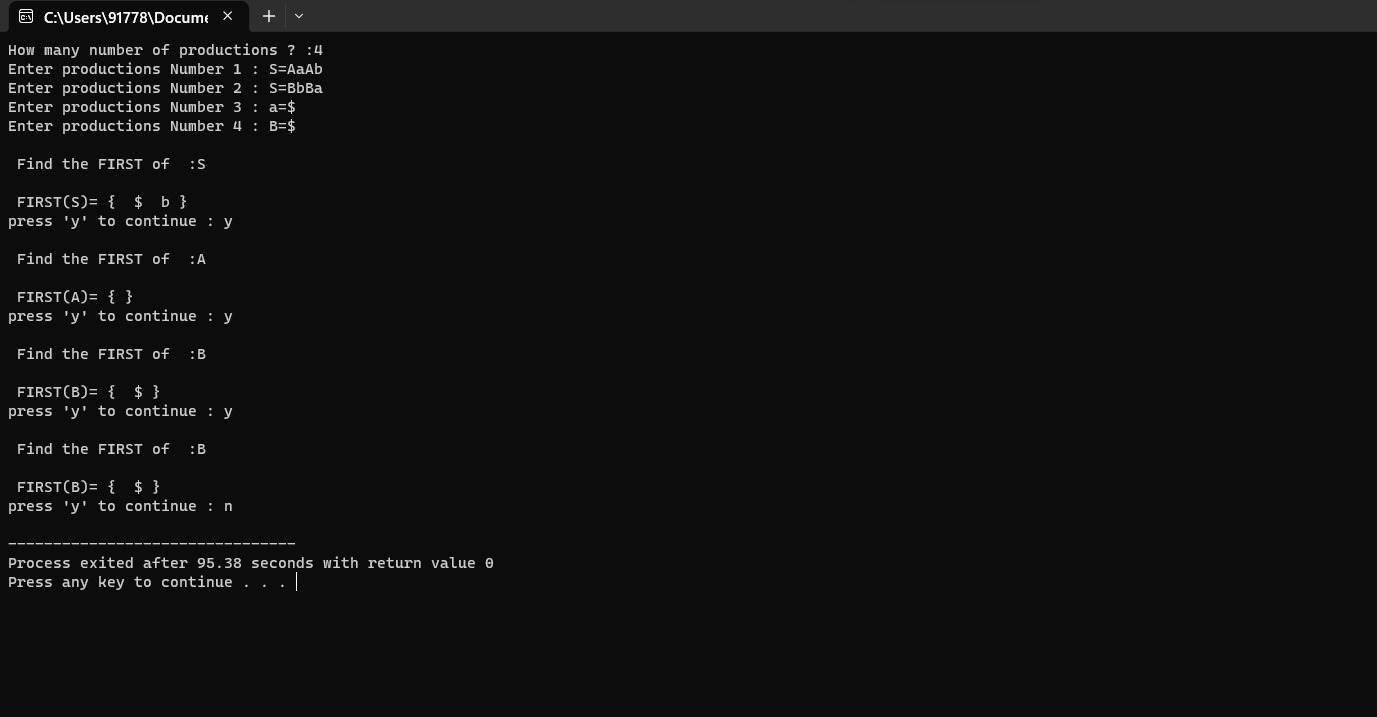 C:\Users\91778\Docume
How many number of productions ? :4
Enter productions Number 1 : S=AaAb
Enter productions Number 2 : S=BbBa
Enter productions Number 3 : a=$
Enter productions Number 4 : B=$
Find the FIRST of  :S
FIRST(S)= {  $  b }
press 'y' to continue : y
Find the FIRST of  :A
FIRST(A)= { }
press 'y' to continue : y
Find the FIRST of  :B
FIRST(B)= {  $ }
press 'y' to continue : y
Find the FIRST of  :B
FIRST(B)= {  $ }
press 'y' to continue : n
--------------------------------
Process exited after 95.38 seconds with return value 0
Press any key to continue . . .